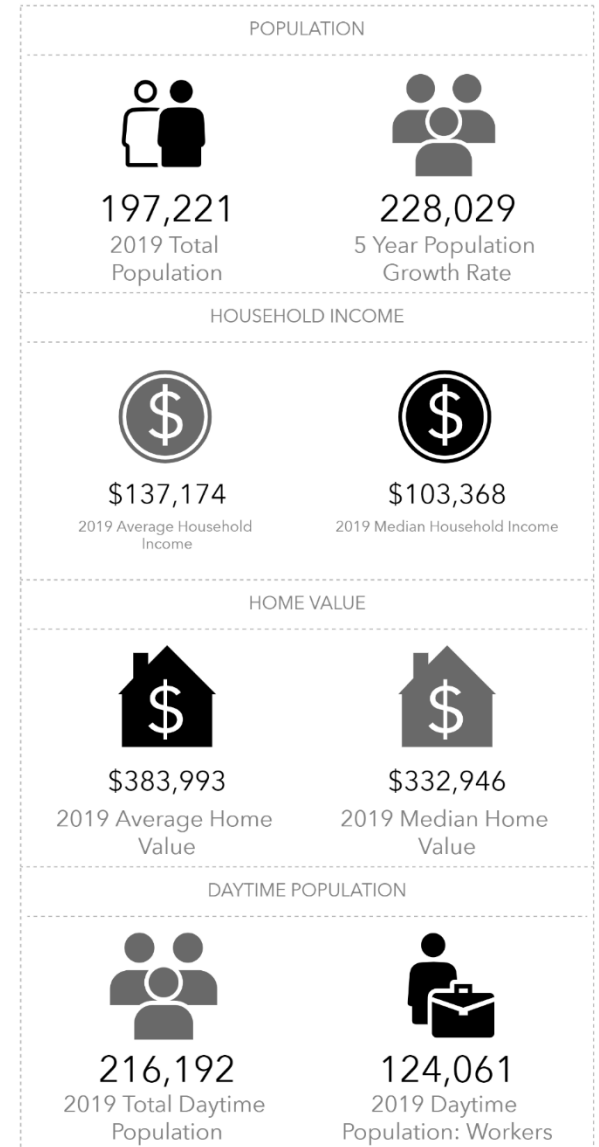 POPULATION
197,221
2019 Total
Population
228,029
5 Year Population
Growth Rate
HOUSEHOLD INCOME
$
$137,174
2019 Average Household
Income
$
$103,368
2019 Median Household Income
HOME VALUE
$
$383,993
2019 Average Home
Value
$
$332,946
2019 Median Home
Value
DAYTIME POPULATION
216,192
2019 Total Daytime
Population
124,061
2019 Daytime
Population: Workers